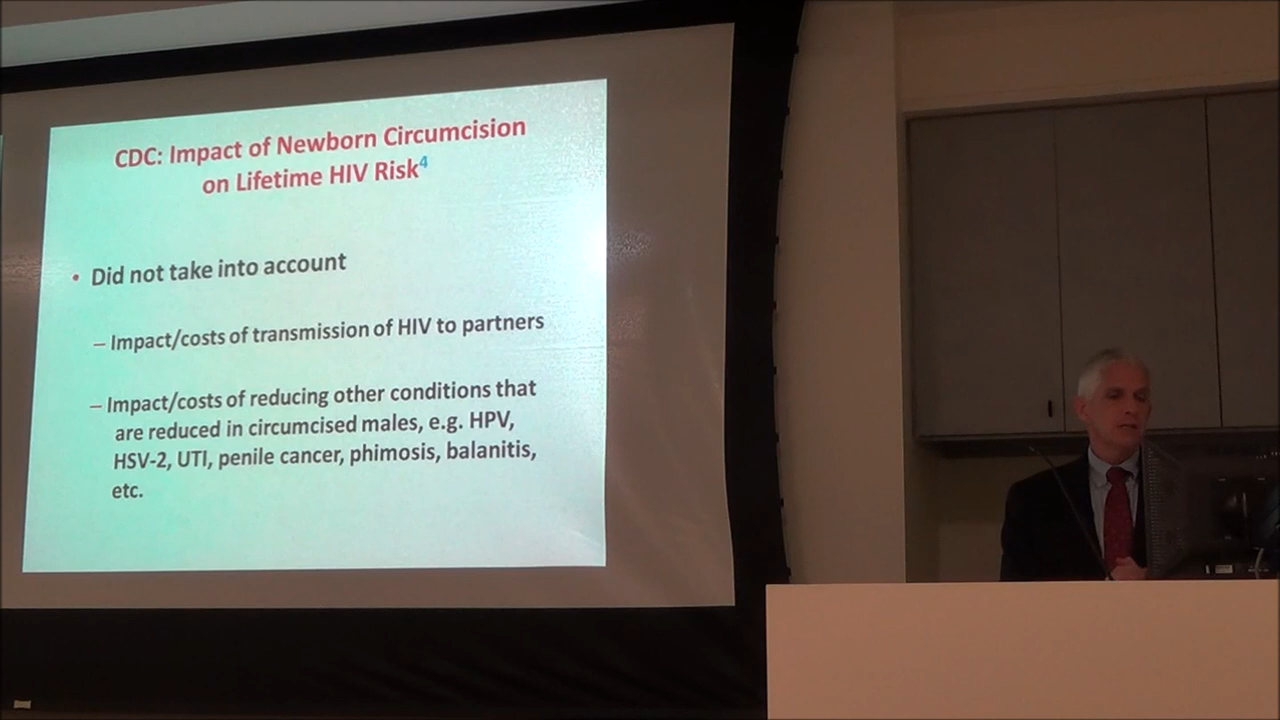 CDC: Impact of Newborn Circumcision
on Lifetime HIV Risk4
• Did not take into account
– Impact/costs of transmission of HIV to partners
– Impact/costs of reducing other conditions that
are reduced in circumcised males, e.g. HPV,
HSV-2, UTI, penile cancer, phimosis, balanitis,
etc.